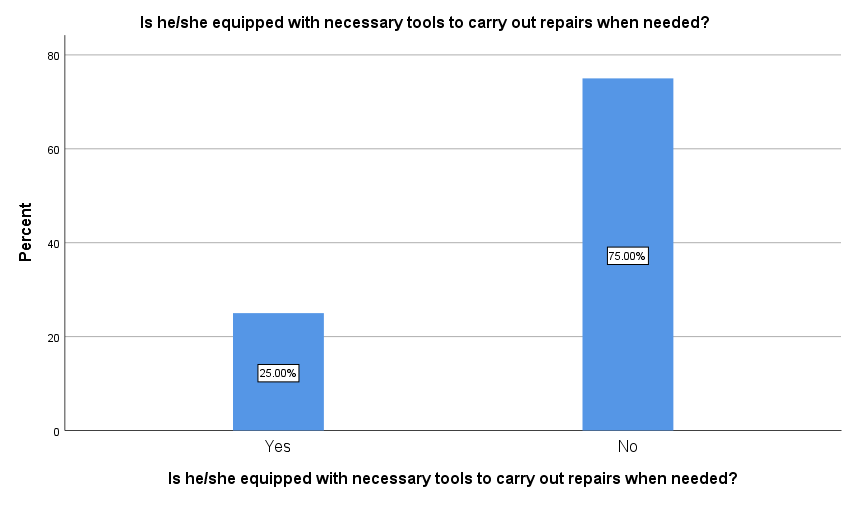 Is he/she equipped with necessary tools to carry out repairs when needed?
80
60
40
20
0
Percent
25.00%
75.00%
Yes
No
Is he/she equipped with necessary tools to carry out repairs when needed?